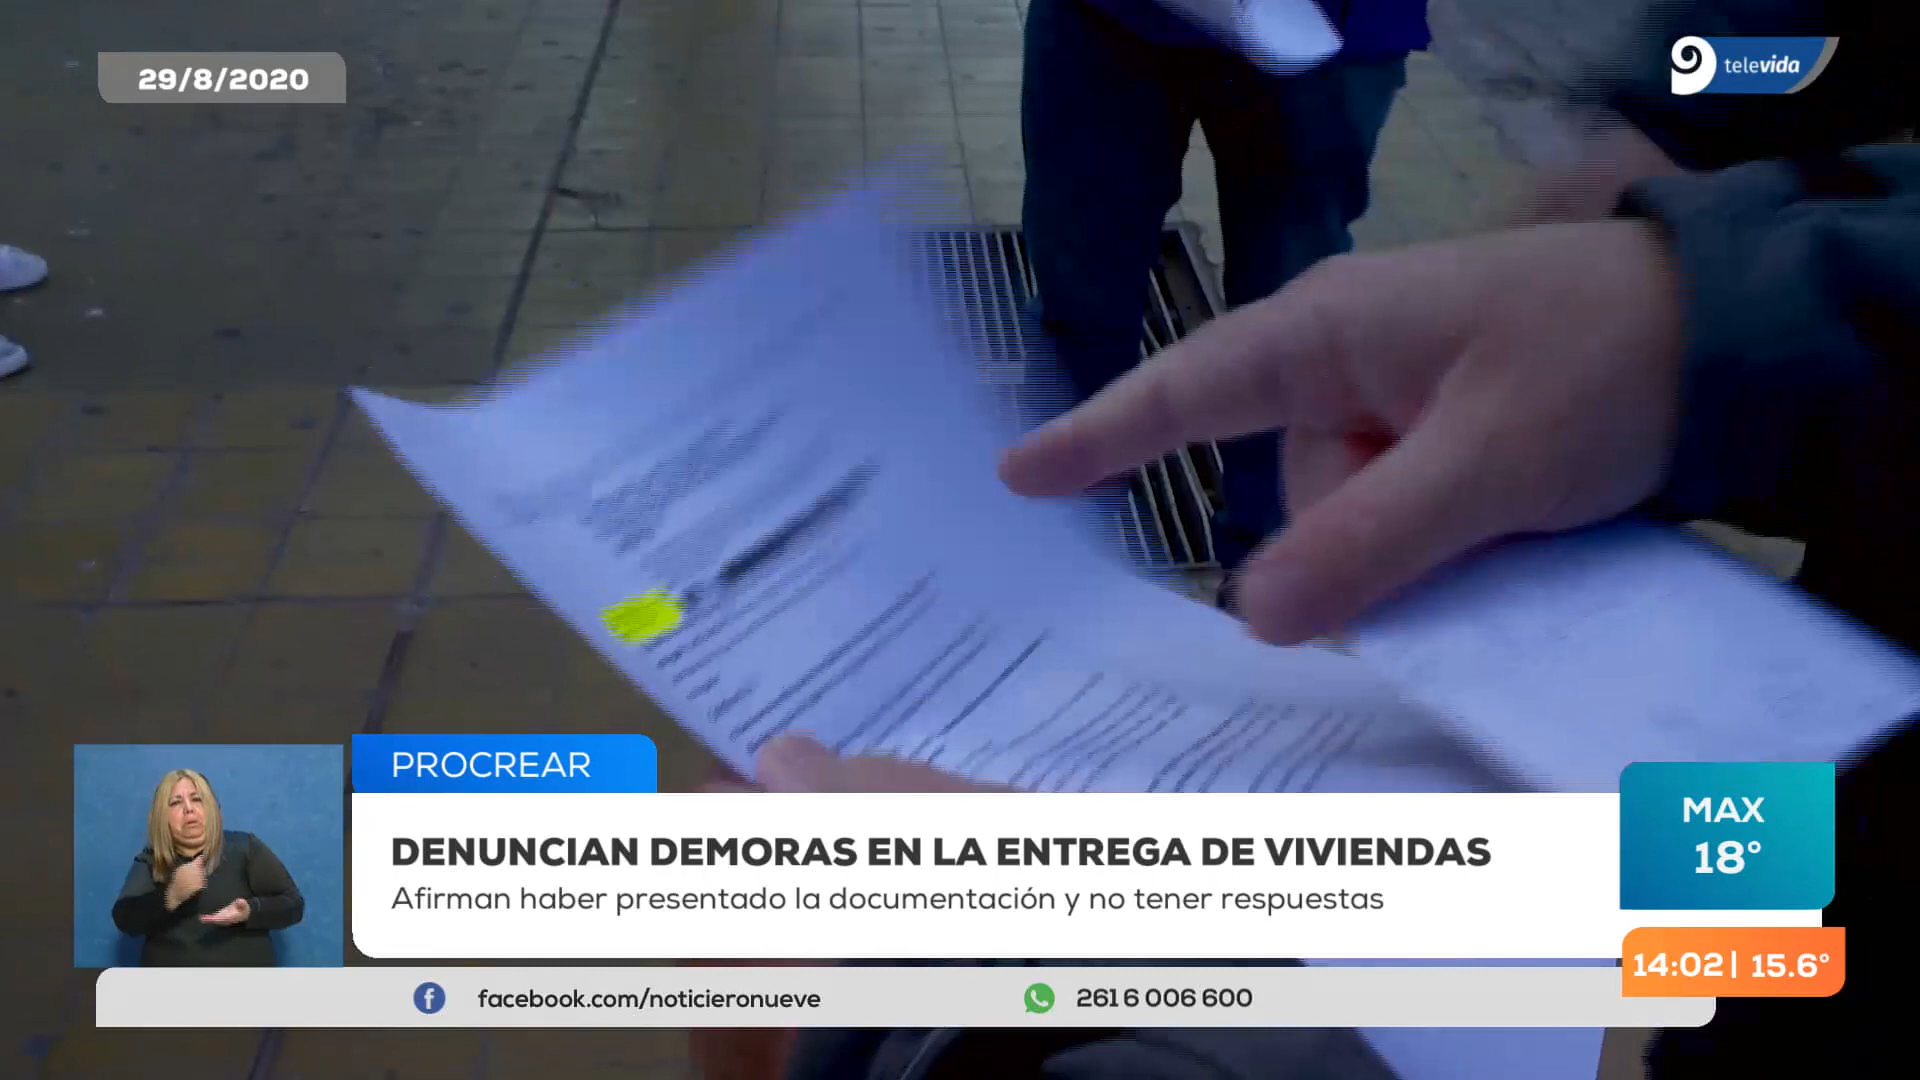 29/8/2020
9 televida
PROCREAR
DENUNCIAN DEMORAS EN LA ENTREGA DE VIVIENDAS
Afirman haber presentado la documentación y no tener respuestas
MAX
18°
14:02 | 15.6°
facebook.com/noticieronueve
261 6 006 600